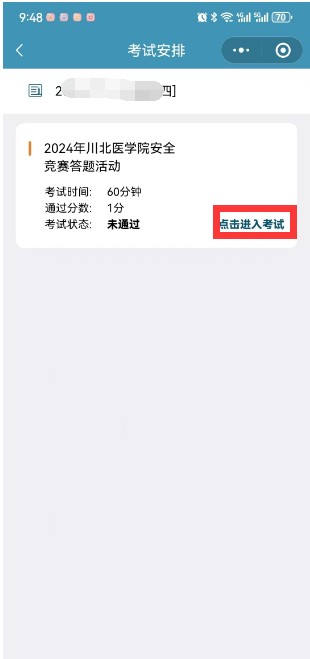 9:48
4G 5G 70
考试安排
2 四]
2024年川北医学院安全
竞赛答题活动
考试时间: 60分钟
通过分数: 1分
考试状态: 未通过 点击进入考试